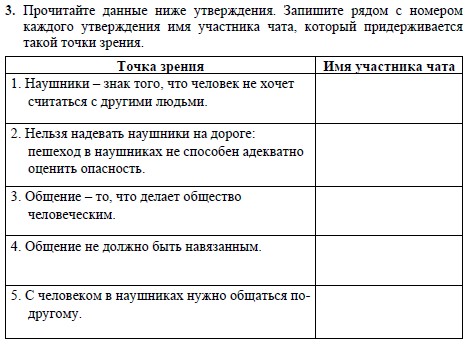 3. Прочитайте данные ниже утверждения. Запишите рядом с номером
каждого утверждения имя участника чата, который придерживается
такой точки зрения.
Точка зрения Имя участника чата
1. Наушники – знак того, что человек не хочет
считаться с другими людьми.
2. Нельзя надевать наушники на дороге:
пешеход в наушниках не способен адекватно
оценить опасность.
3. Общение – то, что делает общество
человеческим.
4. Общение не должно быть навязанным.
5. С человеком в наушниках нужно общаться по-
другому.